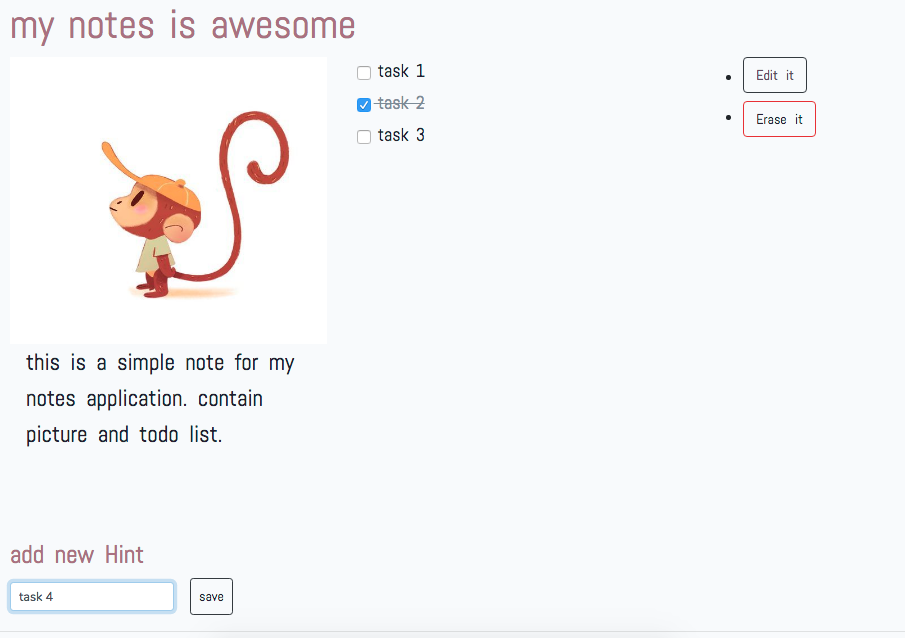 my notes is awesome
task 1
task 2
task 3
Edit it
Erase it
this is a simple note for my
notes application. contain
picture and todo list.
add new Hint
task 4
save